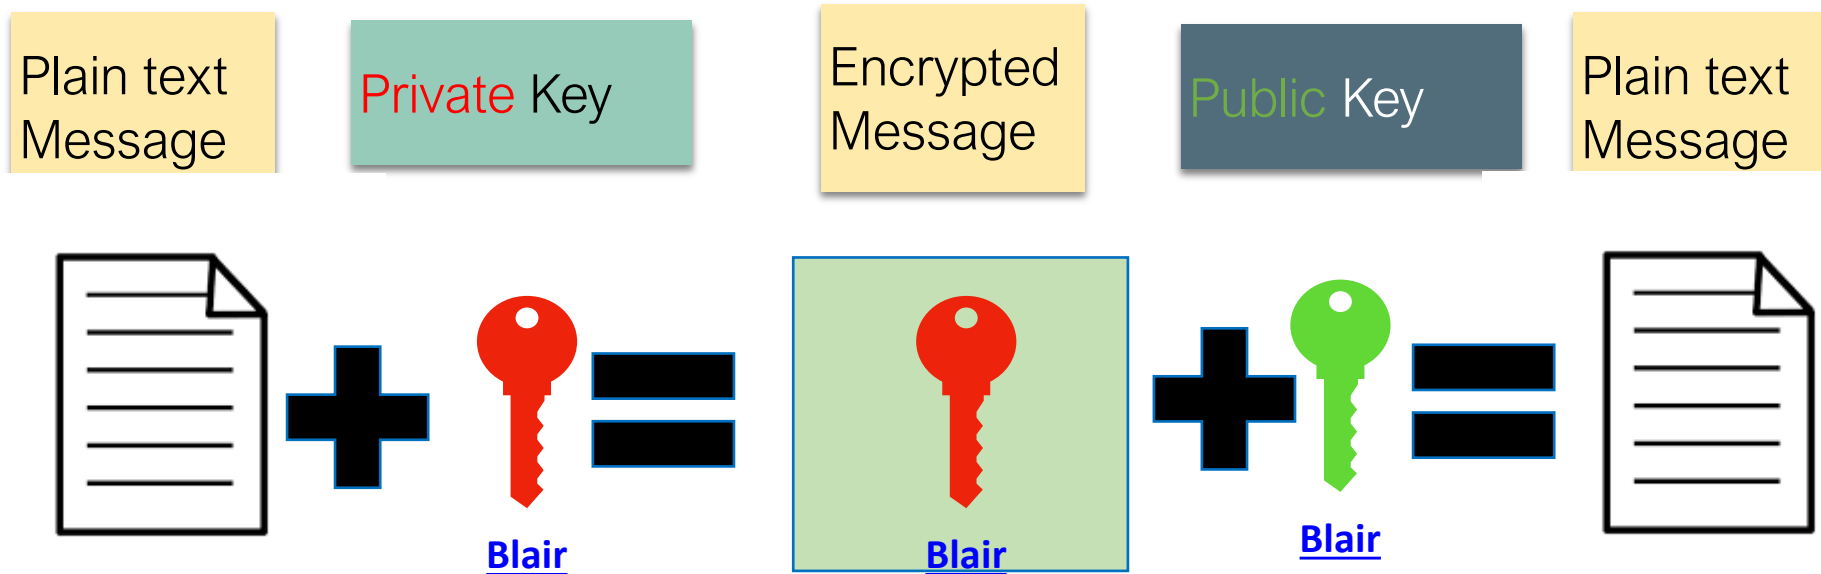 Plain text
Message
Private Key
Encrypted
Message
Public Key
Plain text
Message
Blair
Blair
Blair